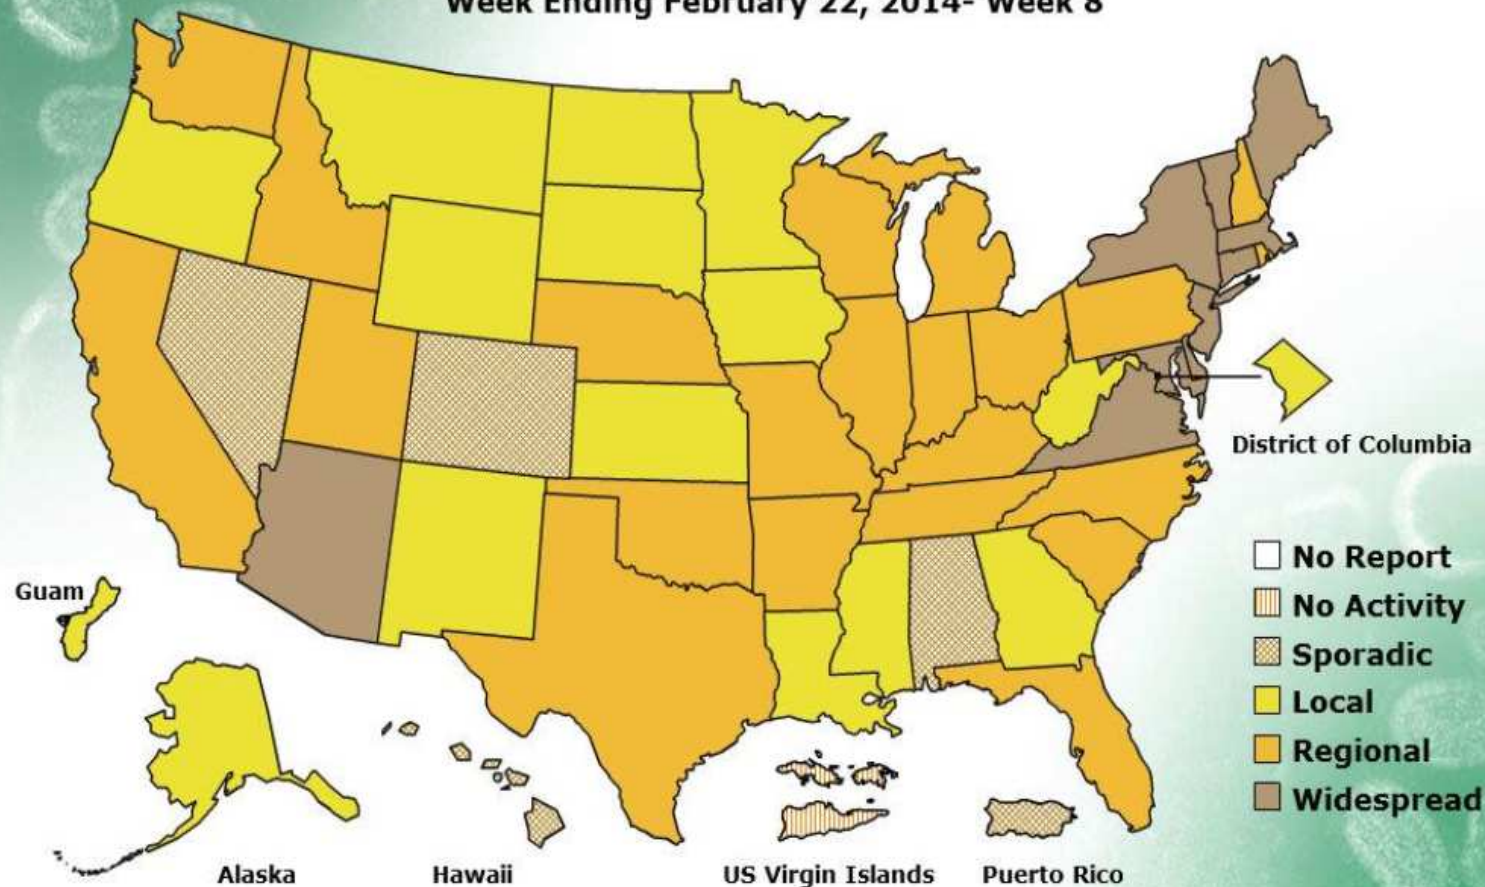 Week Ending February 22, 2014- Week 8
District of Columbia
No Report
No Activity
Sporadic
Local
Regional
Widespread
Guam
Alaska
Hawaii
US Virgin Islands
Puerto Rico